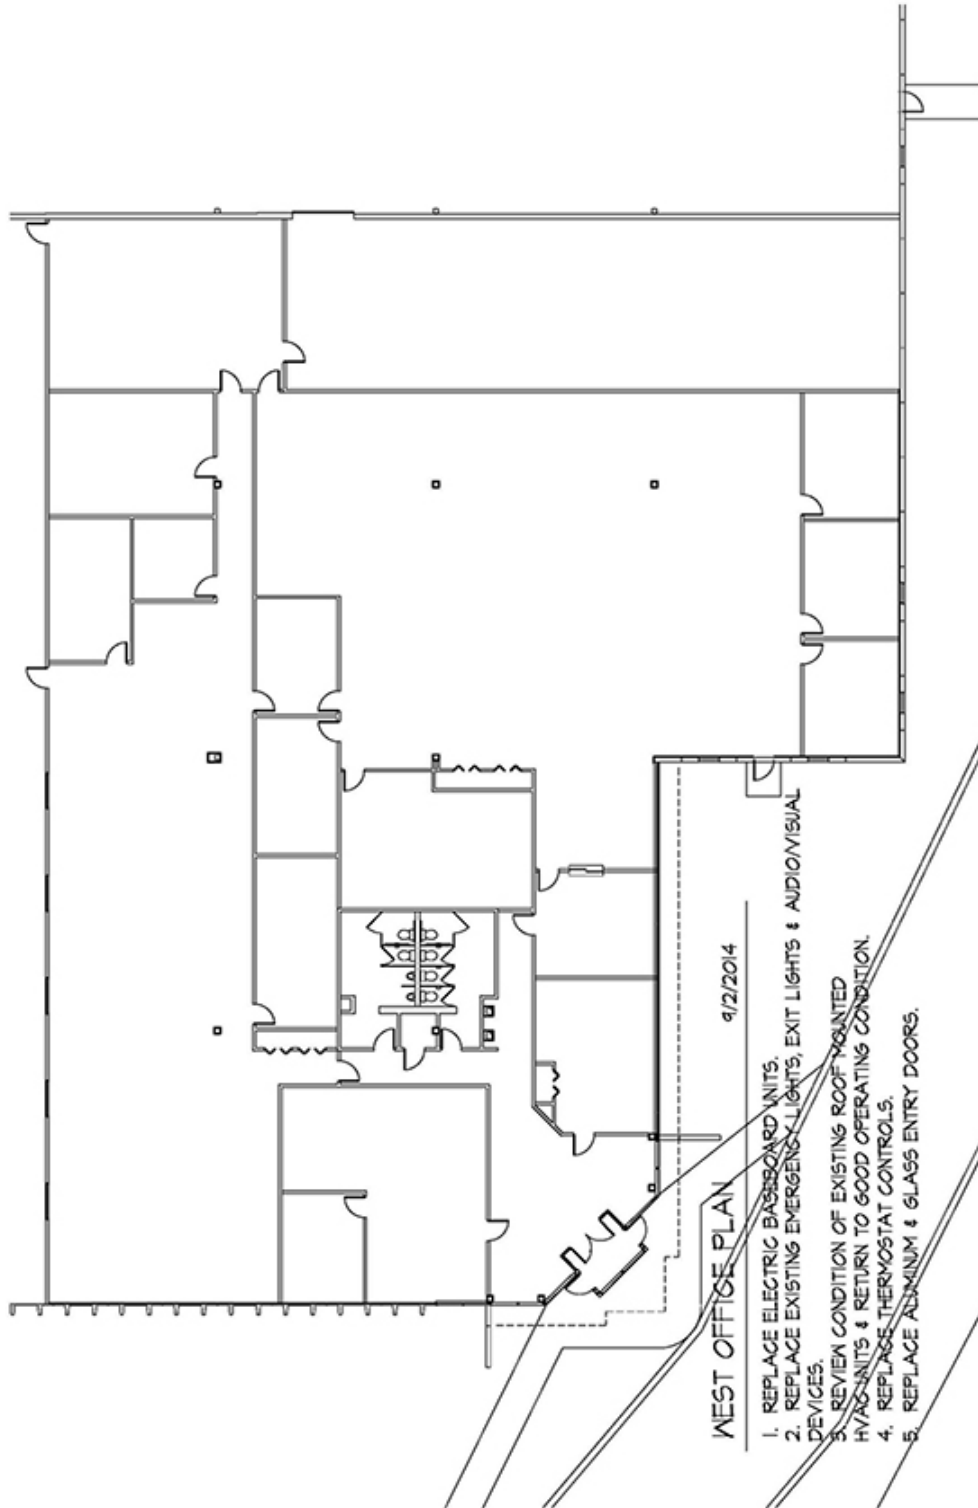 WEST OFFICE PLAN
9/2/2014
1. REPLACE ELECTRIC BASEBOARD UNITS.
2. REPLACE EXISTING EMERGENCY LIGHTS, EXIT LIGHTS & AUDIO/VISUAL
DEVICES.
3. REVIEW CONDITION OF EXISTING ROOF MOUNTED
HVAC UNITS & RETURN TO GOOD OPERATING CONDITION.
4. REPLACE THERMOSTAT CONTROLS.
5. REPLACE ALUMINUM & GLASS ENTRY DOORS.